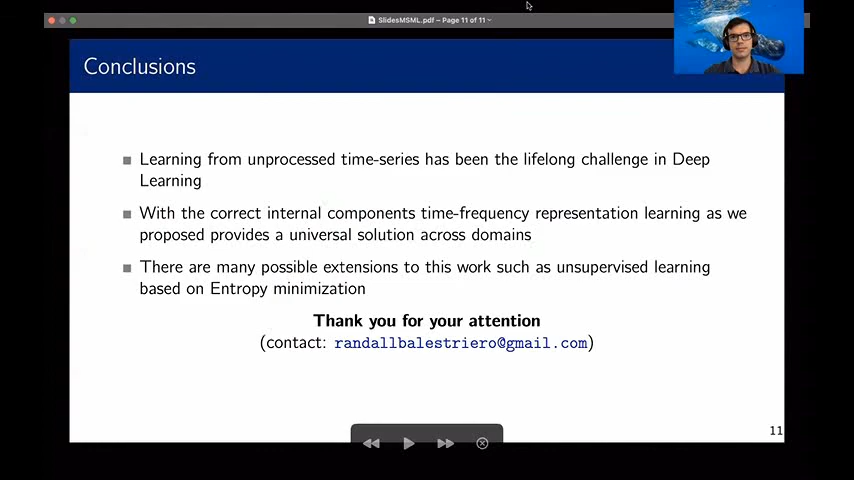 SlidesMSML.pdf – Page 11 of 11
Conclusions
Learning from unprocessed time-series has been the lifelong challenge in Deep
Learning
With the correct internal components time-frequency representation learning as we
proposed provides a universal solution across domains
There are many possible extensions to this work such as unsupervised learning
based on Entropy minimization
Thank you for your attention
(contact: randallbalestriero@gmail.com)
11